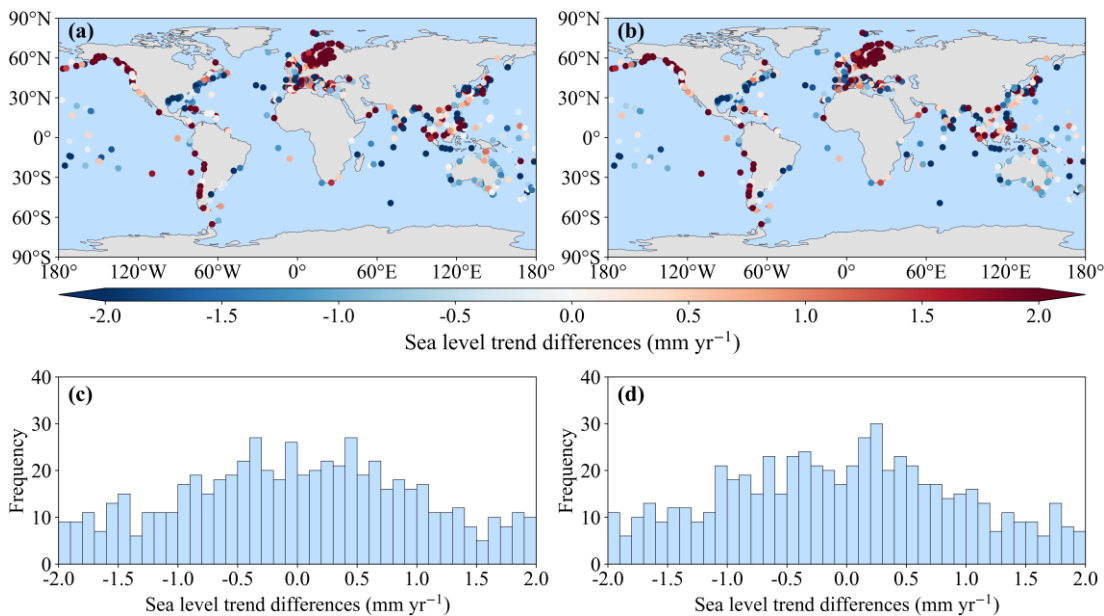 90°N
60°N
30°N
0°
30°S
60°S
90°S
(a)
180° 120°W 60°W 0° 60°E 120°E 180°
90°N
60°N
30°N
0°
30°S
60°S
90°S
(b)
180° 120°W 60°W 0° 60°E 120°E 180°
-2.0 -1.5 -1.0 -0.5 0.0 0.5 1.0 1.5 2.0
Sea level trend differences (mm yr⁻¹)
(c)
Frequency
40
30
20
10
0
-2.0 -1.5 -1.0 -0.5 0.0 0.5 1.0 1.5 2.0
Sea level trend differences (mm yr⁻¹)
(d)
Frequency
40
30
20
10
0
-2.0 -1.5 -1.0 -0.5 0.0 0.5 1.0 1.5 2.0
Sea level trend differences (mm yr⁻¹)